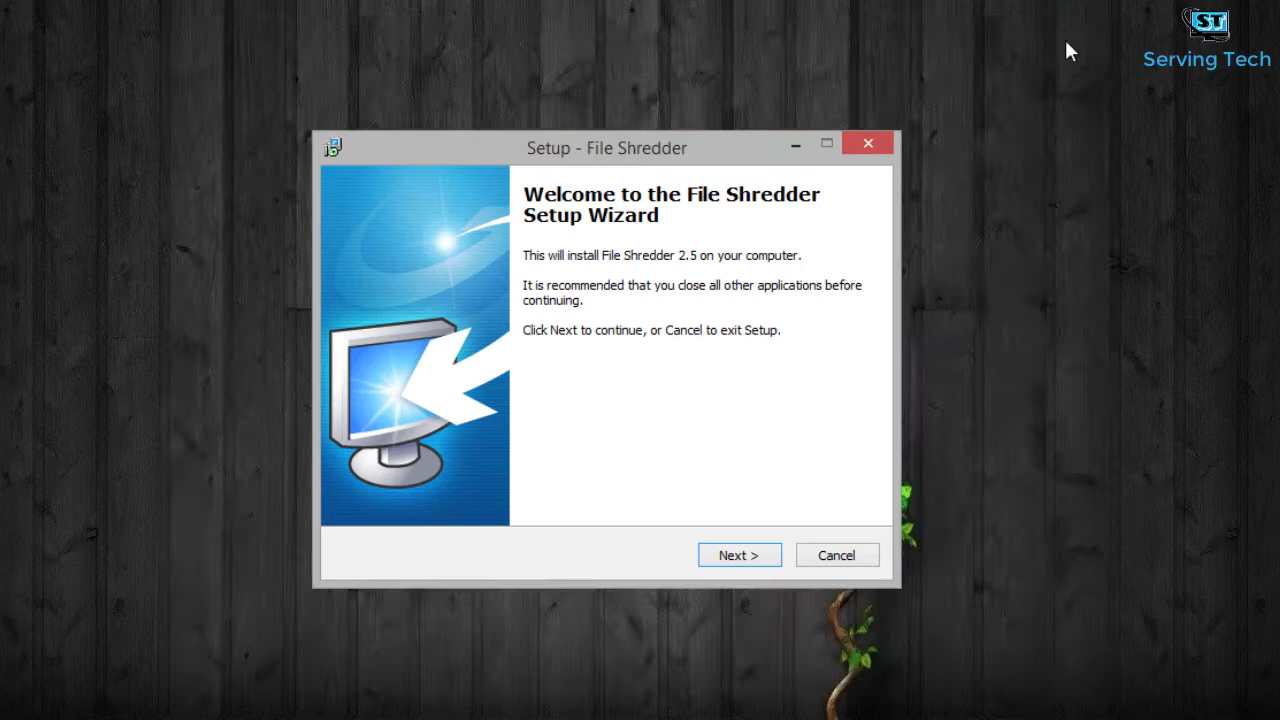 ST
Serving Tech
Setup - File Shredder
Welcome to the File Shredder
Setup Wizard
This will install File Shredder 2.5 on your computer.
It is recommended that you close all other applications before
continuing.
Click Next to continue, or Cancel to exit Setup.
Next >
Cancel